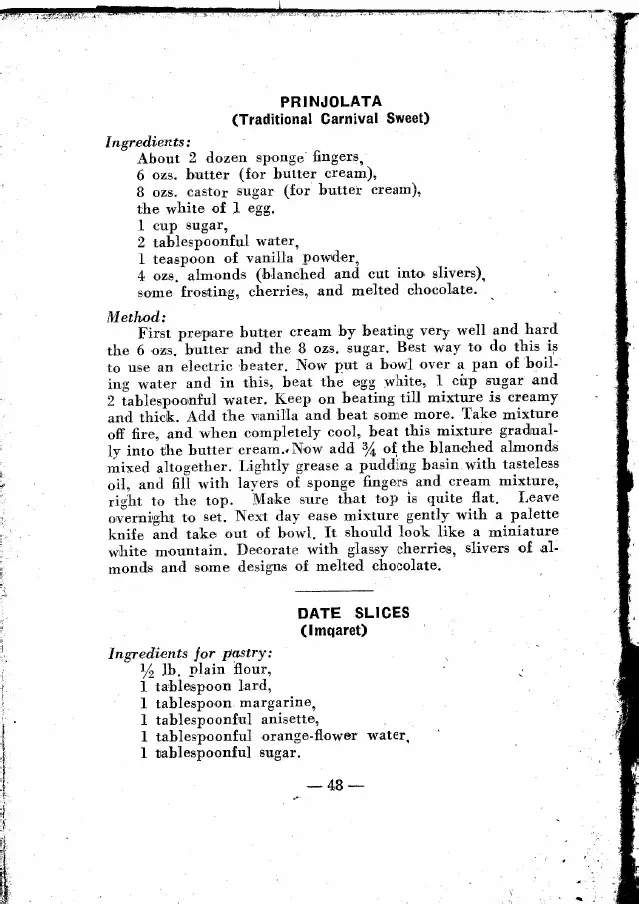 PRINJOLATA
(Traditional Carnival Sweet)
Ingredients:
About 2 dozen sponge fingers,
6 ozs. butter (for butter cream),
8 ozs. castor sugar (for butter cream),
the white of 1 egg.
1 cup sugar,
2 tablespoonful water,
1 teaspoon of vanilla powder,
4 ozs. almonds (blanched and cut into slivers),
some frosting, cherries, and melted chocolate.
Method:
First prepare butter cream by beating very well and hard
the 6 ozs. butter and the 8 ozs. sugar. Best way to do this is
to use an electric beater. Now put a bowl over a pan of boil-
ing water and in this, beat the egg white, 1 cup sugar and
2 tablespoonful water. Keep on beating till mixture is creamy
and thick. Add the vanilla and beat some more. Take mixture
off fire, and when completely cool, beat this mixture gradual-
ly into the butter cream. Now add ¾ of the blanched almonds
mixed altogether. Lightly grease a pudding basin with tasteless
oil, and fill with layers of sponge fingers and cream mixture,
right to the top. Make sure that top is quite flat. Leave
overnight to set. Next day ease mixture gently with a palette
knife and take out of bowl. It should look like a miniature
white mountain. Decorate with glassy cherries, slivers of al-
monds and some designs of melted chocolate.
DATE SLICES
(Imqaret)
Ingredients for pastry:
½ lb. plain flour,
1 tablespoon lard,
1 tablespoon margarine,
1 tablespoonful anisette,
1 tablespoonful orange-flower water,
1 tablespoonful sugar.
— 48 —